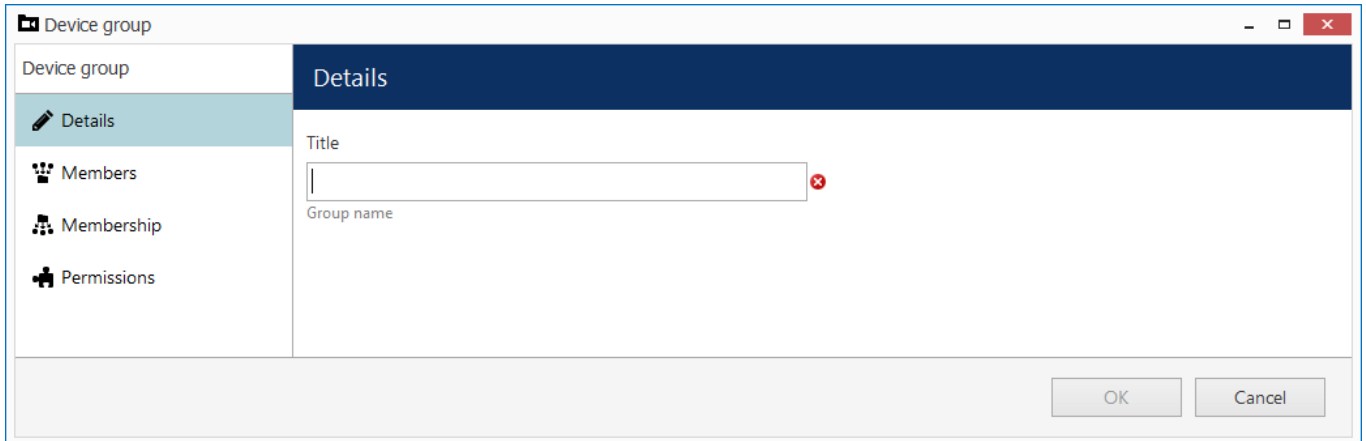 Device group
Device group
Details
Members
Membership
Permissions
Details
Title
Group name
OK
Cancel